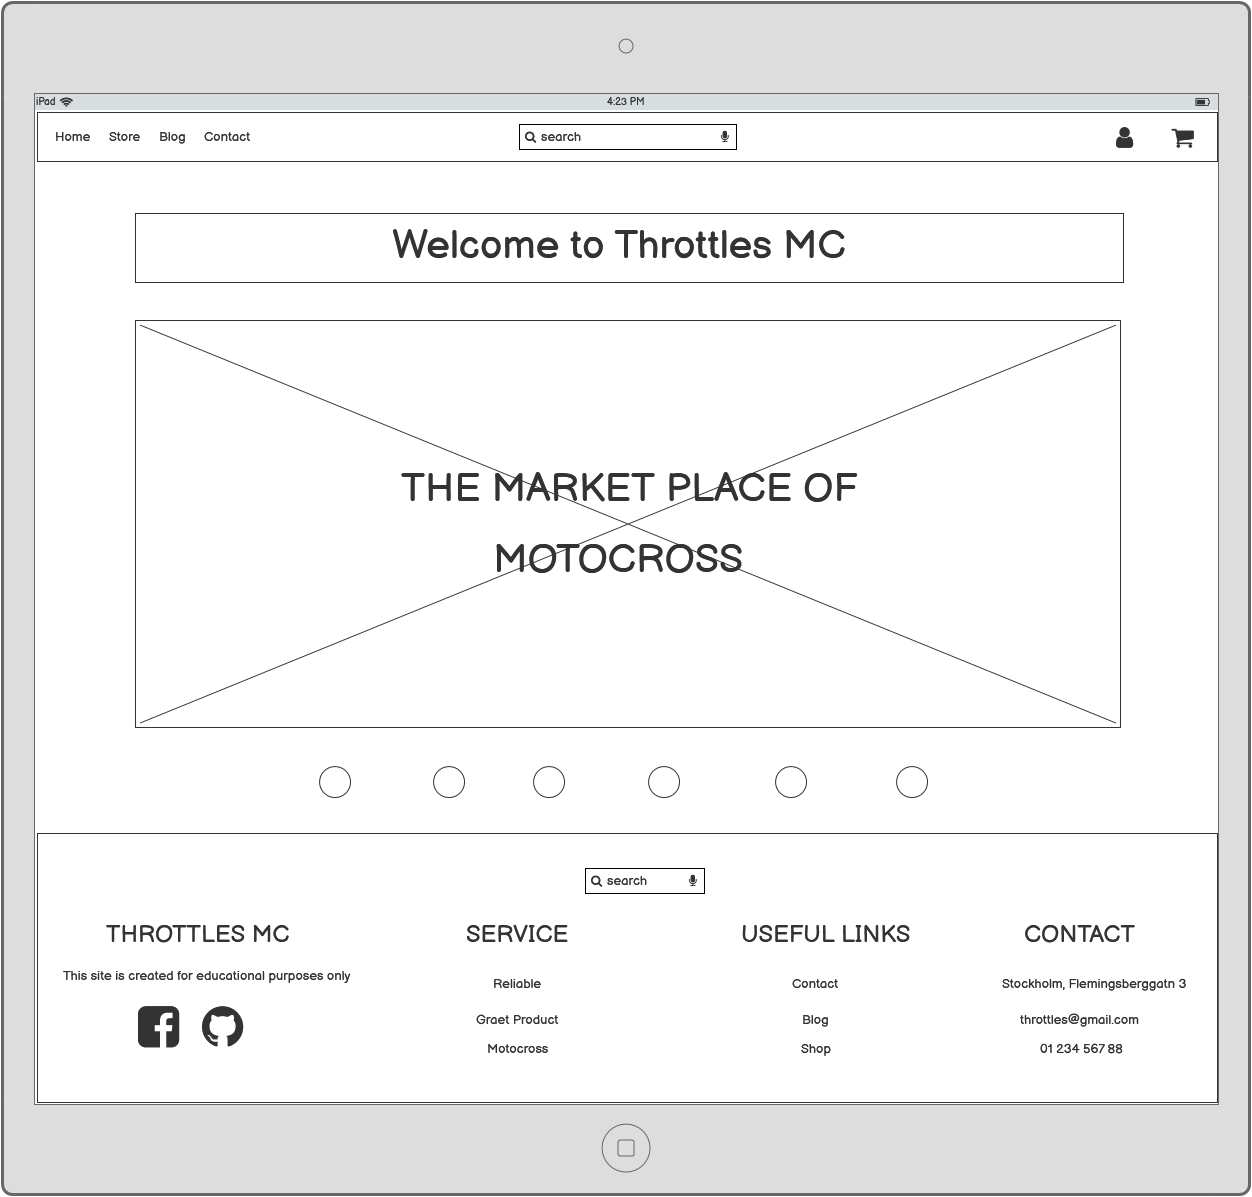 iPad 4:23 PM
Home Store Blog Contact search
Welcome to Throttles MC
THE MARKET PLACE OF
MOTOCROSS
search
THROTTLES MC SERVICE USEFUL LINKS CONTACT
This site is created for educational purposes only
Reliable Contact Stockholm, Flemingsberggatn 3
Graet Product Blog throttles@gmail.com
Motocross Shop 01 234 567 88